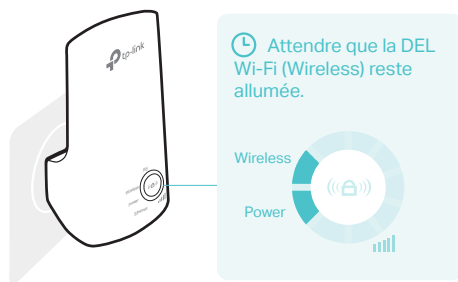 tp-link
Attendre que la DEL
Wi-Fi (Wireless) reste
allumée.
Wireless
Power